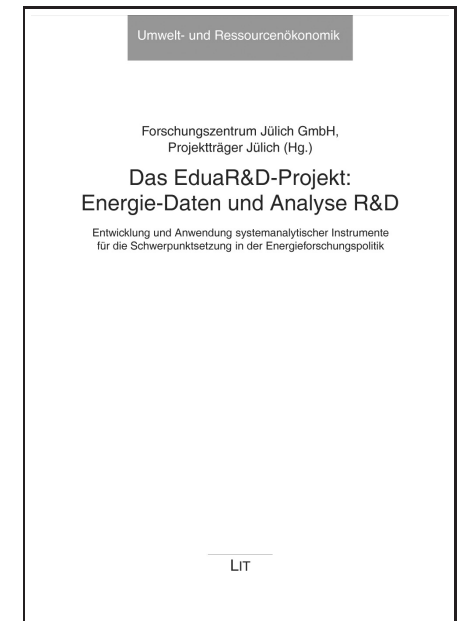 Umwelt- und Ressourcenökonomik
Forschungszentrum Jülich GmbH,
Projektträger Jülich (Hg.)
Das EduaR&D-Projekt:
Energie-Daten und Analyse R&D
Entwicklung und Anwendung systemanalytischer Instrumente
für die Schwerpunktsetzung in der Energieforschungspolitik
LIT